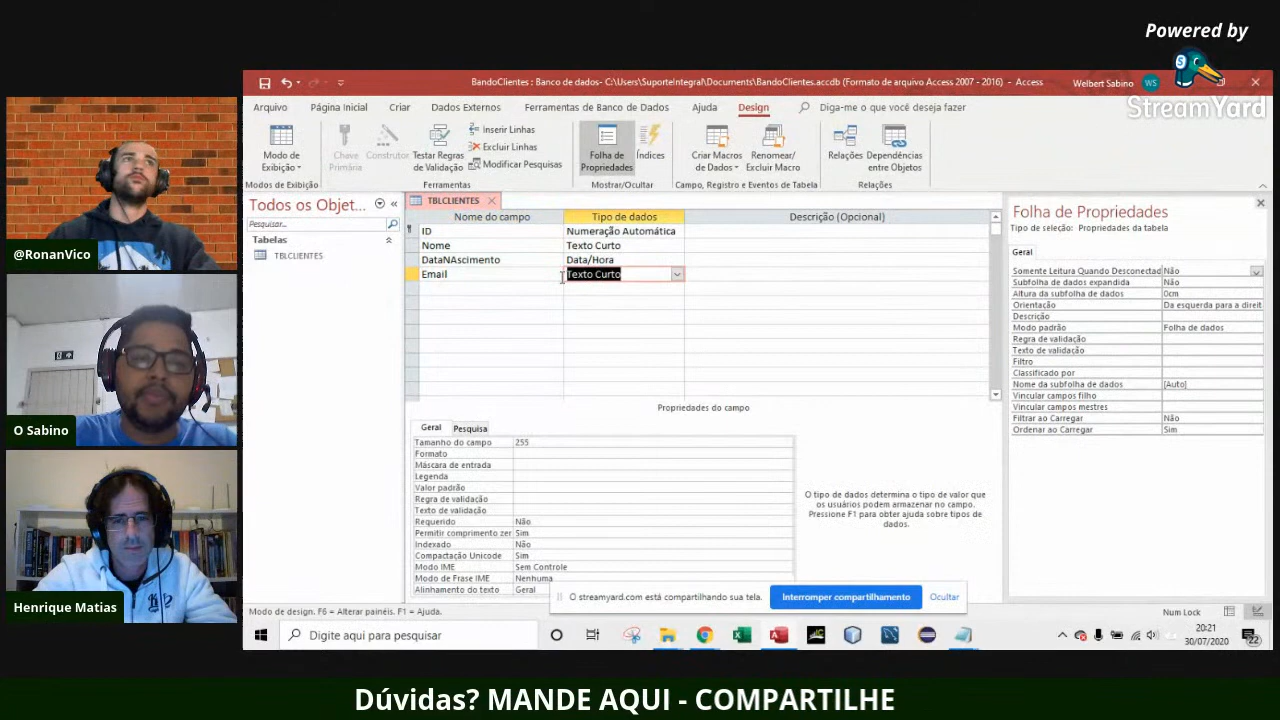 Powered by
StreamYard
BandoClientes : Banco de dados- C:\Users\SuporteIntegral\Documents\BandoClientes.accdb (Formato de arquivo Access 2007 - 2016) - Access
Welbert Sabino
WS
Arquivo Página Inicial Criar Dados Externos Ferramentas de Banco de Dados Ajuda Design Diga-me o que você deseja fazer
Modo de Exibição
Chave Primária
Construtor
Testar Regras de Validação
Inserir Linhas
Excluir Linhas
Modificar Pesquisas
Folha de Propriedades
Índices
Criar Macros de Dados
Renomear/ Excluir Macro
Relações
Dependências entre Objetos
Modos de Exibição Ferramentas Mostrar/Ocultar Campo, Registro e Eventos de Tabela Relações
Todos os Objet...
Pesquisar...
Tabelas
TBLCLIENTES
TBLCLIENTES
Nome do campo Tipo de dados Descrição (Opcional)
ID Numeração Automática
Nome Texto Curto
DataNAscimento Data/Hora
Email Texto Curto
Propriedades do campo
Geral Pesquisa
Tamanho do campo 255
Formato
Máscara de entrada
Legenda
Valor padrão
Regra de validação
Texto de validação
Requerido Não
Permitir comprimento zer Sim
Indexado Não
Compactação Unicode Sim
Modo IME Sem Controle
Modo de Frase IME Nenhuma
Alinhamento do texto Geral
O tipo de dados determina o tipo de valor que
os usuários podem armazenar no campo.
Pressione F1 para obter ajuda sobre tipos de
dados.
Folha de Propriedades
Tipo de seleção: Propriedades da tabela
Geral
Somente Leitura Quando Desconectad Não
Subfolha de dados expandida Não
Altura da subfolha de dados 0cm
Orientação Da esquerda para a direit
Descrição
Modo padrão Folha de dados
Regra de validação
Texto de validação
Filtro
Classificado por
Nome da subfolha de dados [Auto]
Vincular campos filho
Vincular campos mestres
Filtrar ao Carregar Não
Ordenar ao Carregar Sim
O streamyard.com está compartilhando sua tela. Interromper compartilhamento Ocultar
Modo de design. F6 = Alterar painéis. F1 = Ajuda.
Num Lock
Digite aqui para pesquisar
20:21
30/07/2020
22
@RonanVico
O Sabino
Henrique Matias
Dúvidas? MANDE AQUI - COMPARTILHE